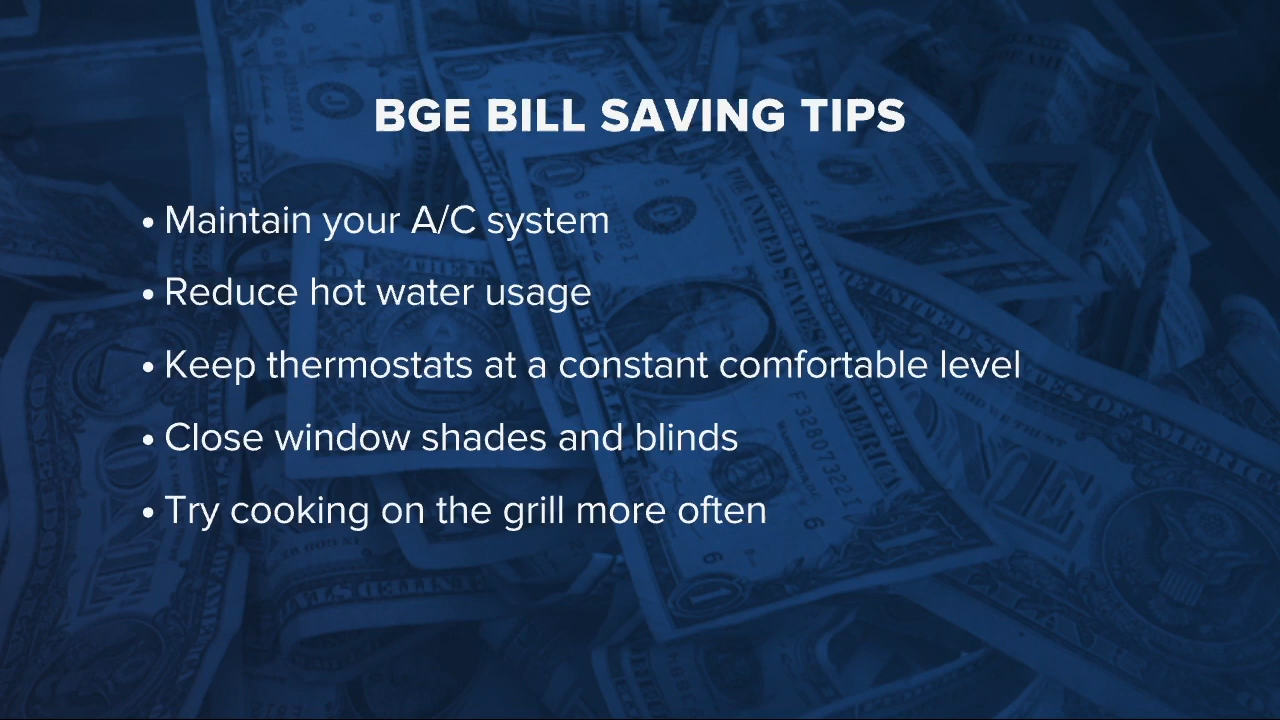 BGE BILL SAVING TIPS
• Maintain your A/C system
• Reduce hot water usage
• Keep thermostats at a constant comfortable level
• Close window shades and blinds
• Try cooking on the grill more often